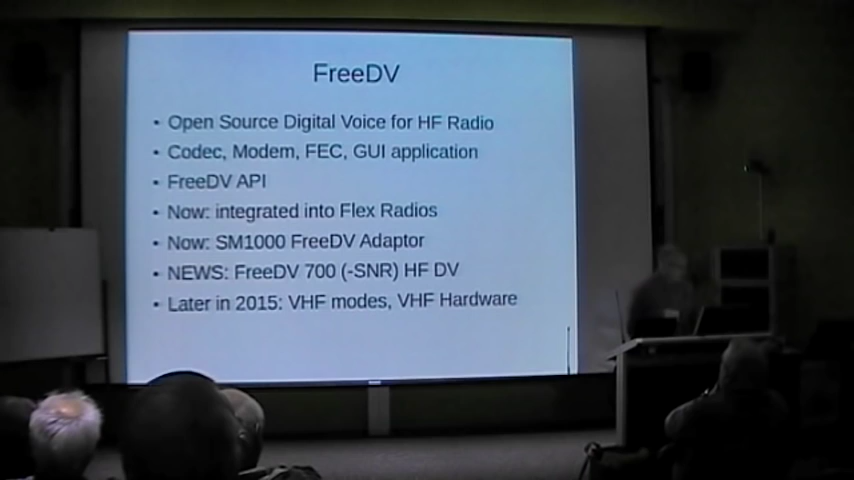 FreeDV
• Open Source Digital Voice for HF Radio
• Codec, Modem, FEC, GUI application
• FreeDV API
• Now: integrated into Flex Radios
• Now: SM1000 FreeDV Adaptor
• NEWS: FreeDV 700 (-SNR) HF DV
• Later in 2015: VHF modes, VHF Hardware